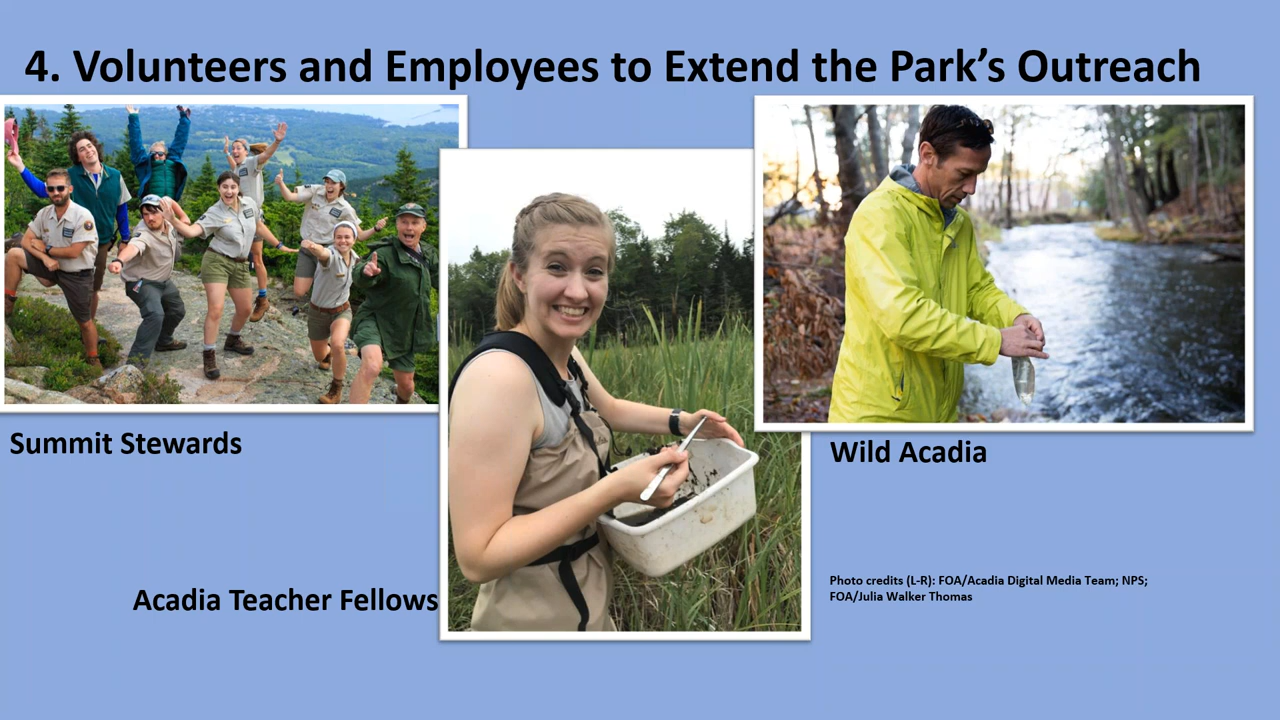 4. Volunteers and Employees to Extend the Park’s Outreach
Summit Stewards
Wild Acadia
Acadia Teacher Fellows
Photo credits (L-R): FOA/Acadia Digital Media Team; NPS;
FOA/Julia Walker Thomas